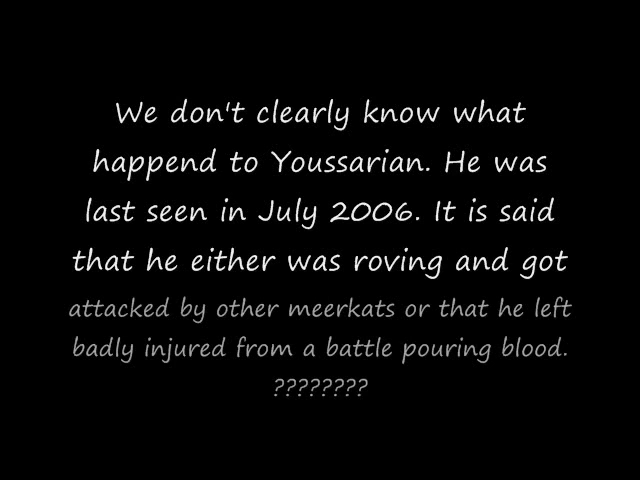 We don't clearly know what
happend to Youssarian. He was
last seen in July 2006. It is said
that he either was roving and got
attacked by other meerkats or that he left
badly injured from a battle pouring blood.
????????